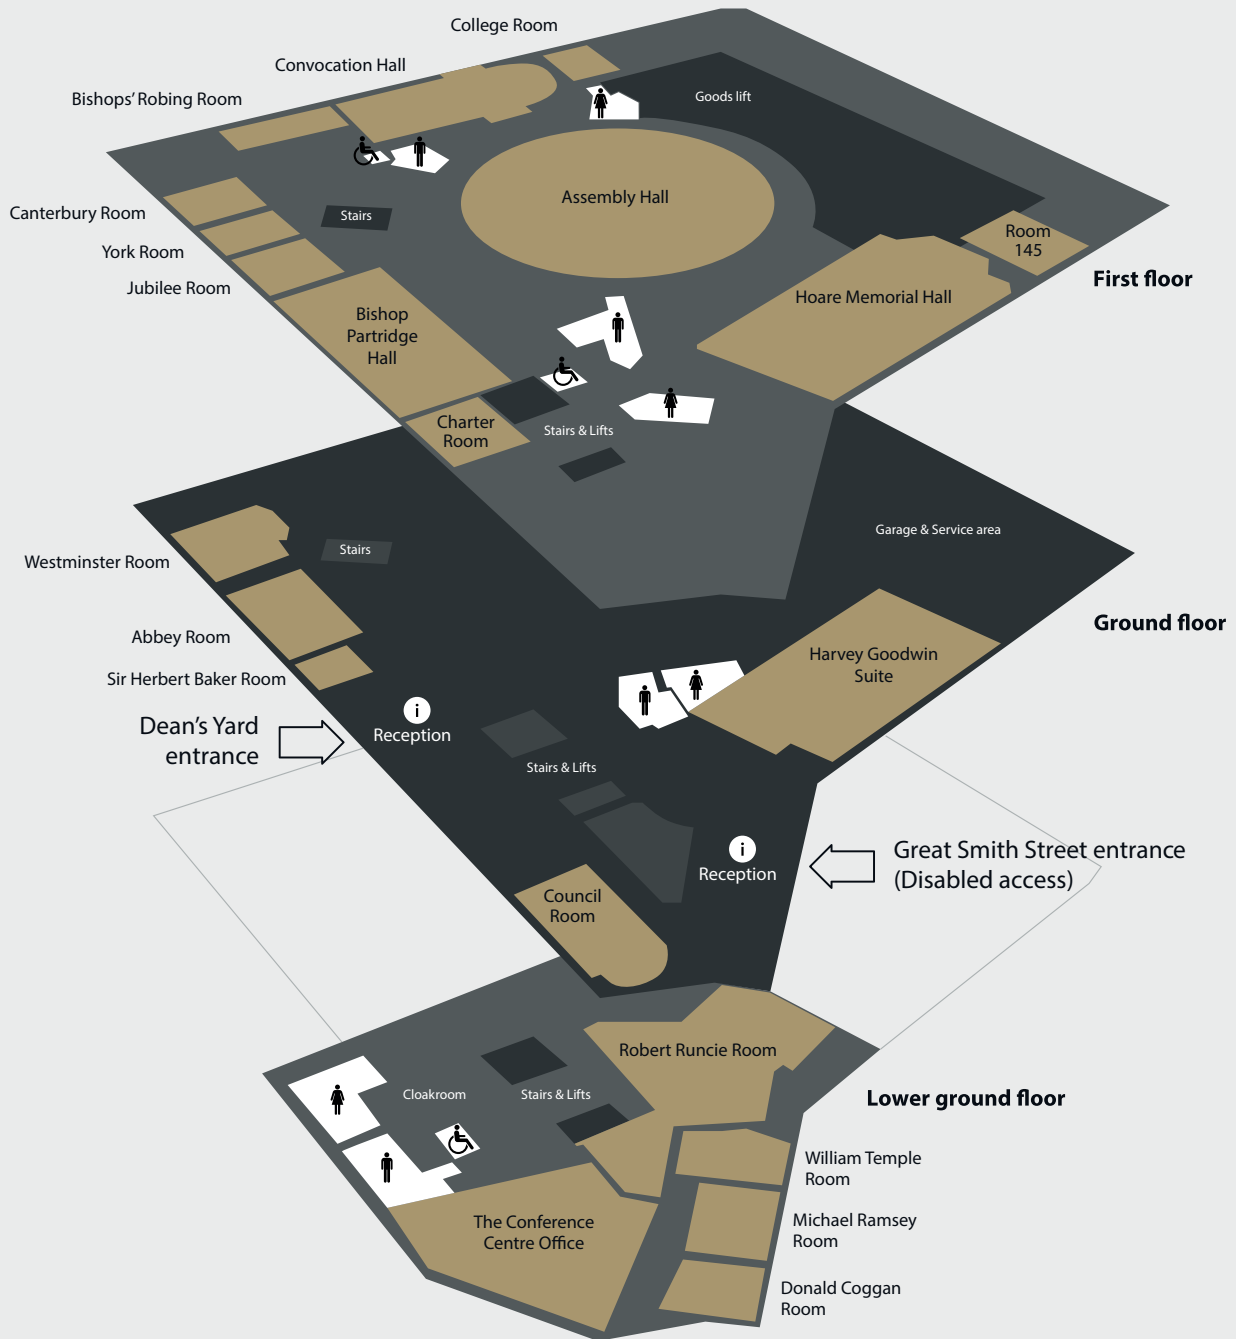 College Room
Convocation Hall
Bishops’ Robing Room
Goods lift
Assembly Hall
Canterbury Room
Stairs
York Room
Room
145
Jubilee Room
First floor
Hoare Memorial Hall
Bishop
Partridge
Hall
Charter
Room
Stairs & Lifts
Garage & Service area
Westminster Room
Stairs
Abbey Room
Ground floor
Harvey Goodwin
Suite
Sir Herbert Baker Room
Dean’s Yard
entrance
i
Reception
Stairs & Lifts
i
Reception
Great Smith Street entrance
(Disabled access)
Council
Room
Robert Runcie Room
Cloakroom
Stairs & Lifts
Lower ground floor
William Temple
Room
The Conference
Centre Office
Michael Ramsey
Room
Donald Coggan
Room